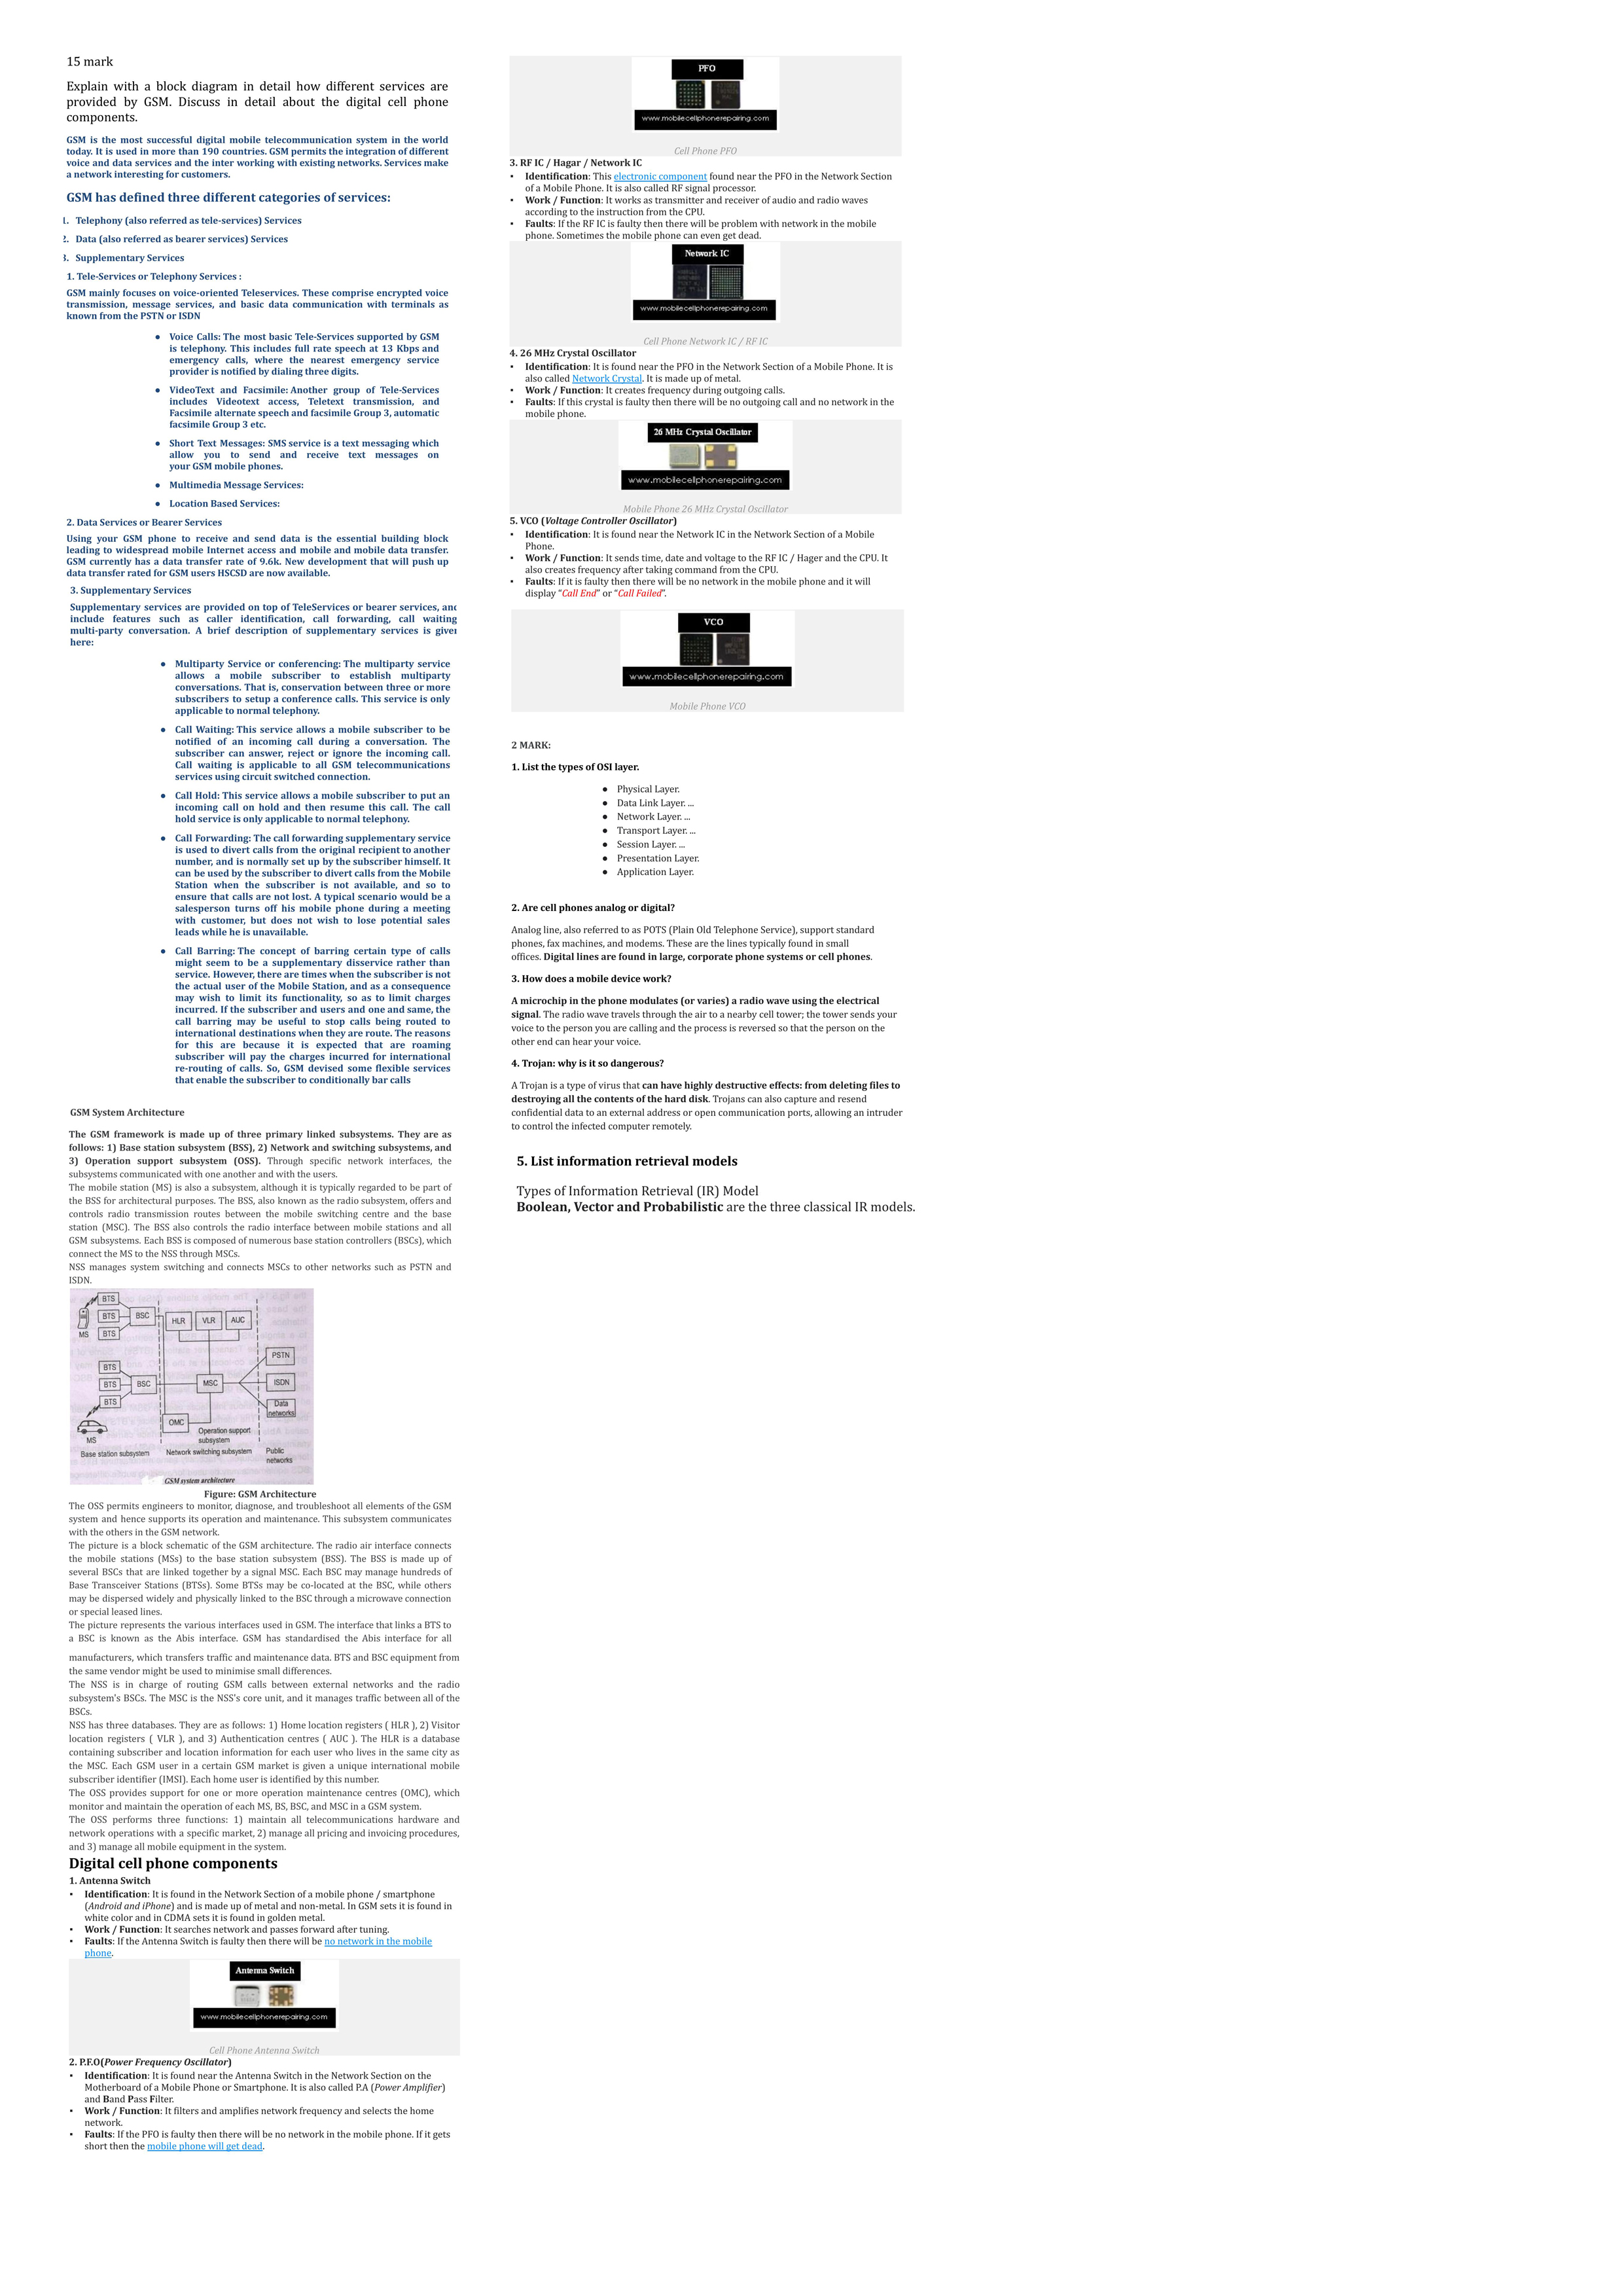 15 mark
Explain with a block diagram in detail how different services are
provided by GSM. Discuss in detail about the digital cell phone
components.
GSM is the most successful digital mobile telecommunication system in the world
today. It is used in more than 190 countries. GSM permits the integration of different
voice and data services and the inter working with existing networks. Services make
a network interesting for customers.
GSM has defined three different categories of services:
1. Telephony (also referred as tele-services) Services
2. Data (also referred as bearer services) Services
3. Supplementary Services
1. Tele-Services or Telephony Services :
GSM mainly focuses on voice-oriented Teleservices. These comprise encrypted voice
transmission, message services, and basic data communication with terminals as
known from the PSTN or ISDN
● Voice Calls: The most basic Tele-Services supported by GSM
is telephony. This includes full rate speech at 13 Kbps and
emergency calls, where the nearest emergency service
provider is notified by dialing three digits.
● VideoText and Facsimile: Another group of Tele-Services
includes Videotext access, Teletext transmission, and
Facsimile alternate speech and facsimile Group 3, automatic
facsimile Group 3 etc.
● Short Text Messages: SMS service is a text messaging which
allow you to send and receive text messages on
your GSM mobile phones.
● Multimedia Message Services:
● Location Based Services:
2. Data Services or Bearer Services
Using your GSM phone to receive and send data is the essential building block
leading to widespread mobile Internet access and mobile and mobile data transfer.
GSM currently has a data transfer rate of 9.6k. New development that will push up
data transfer rated for GSM users HSCSD are now available.
3. Supplementary Services
Supplementary services are provided on top of TeleServices or bearer services, and
include features such as caller identification, call forwarding, call waiting
multi-party conversation. A brief description of supplementary services is given
here:
● Multiparty Service or conferencing: The multiparty service
allows a mobile subscriber to establish multiparty
conversations. That is, conservation between three or more
subscribers to setup a conference calls. This service is only
applicable to normal telephony.
● Call Waiting: This service allows a mobile subscriber to be
notified of an incoming call during a conversation. The
subscriber can answer, reject or ignore the incoming call.
Call waiting is applicable to all GSM telecommunications
services using circuit switched connection.
● Call Hold: This service allows a mobile subscriber to put an
incoming call on hold and then resume this call. The call
hold service is only applicable to normal telephony.
● Call Forwarding: The call forwarding supplementary service
is used to divert calls from the original recipient to another
number, and is normally set up by the subscriber himself. It
can be used by the subscriber to divert calls from the Mobile
Station when the subscriber is not available, and so to
ensure that calls are not lost. A typical scenario would be a
salesperson turns off his mobile phone during a meeting
with customer, but does not wish to lose potential sales
leads while he is unavailable.
● Call Barring: The concept of barring certain type of calls
might seem to be a supplementary disservice rather than
service. However, there are times when the subscriber is not
the actual user of the Mobile Station, and as a consequence
may wish to limit its functionality, so as to limit charges
incurred. If the subscriber and users and one and same, the
call barring may be useful to stop calls being routed to
international destinations when they are route. The reasons
for this are because it is expected that are roaming
subscriber will pay the charges incurred for international
re-routing of calls. So, GSM devised some flexible services
that enable the subscriber to conditionally bar calls
GSM System Architecture
The GSM framework is made up of three primary linked subsystems. They are as
follows: 1) Base station subsystem (BSS), 2) Network and switching subsystems, and
3) Operation support subsystem (OSS). Through specific network interfaces, the
subsystems communicated with one another and with the users.
The mobile station (MS) is also a subsystem, although it is typically regarded to be part of
the BSS for architectural purposes. The BSS, also known as the radio subsystem, offers and
controls radio transmission routes between the mobile switching centre and the base
station (MSC). The BSS also controls the radio interface between mobile stations and all
GSM subsystems. Each BSS is composed of numerous base station controllers (BSCs), which
connect the MS to the NSS through MSCs.
NSS manages system switching and connects MSCs to other networks such as PSTN and
ISDN.
BTS
BTS BSC HLR VLR AUC
MS BTS
PSTN
BTS
BTS BSC MSC ISDN
BTS
Data
networks
OMC
Operation support
subsystem
MS
Base station subsystem Network switching subsystem Public
networks
GSM system architecture
Figure: GSM Architecture
The OSS permits engineers to monitor, diagnose, and troubleshoot all elements of the GSM
system and hence supports its operation and maintenance. This subsystem communicates
with the others in the GSM network.
The picture is a block schematic of the GSM architecture. The radio air interface connects
the mobile stations (MSs) to the base station subsystem (BSS). The BSS is made up of
several BSCs that are linked together by a signal MSC. Each BSC may manage hundreds of
Base Transceiver Stations (BTSs). Some BTSs may be co-located at the BSC, while others
may be dispersed widely and physically linked to the BSC through a microwave connection
or special leased lines.
The picture represents the various interfaces used in GSM. The interface that links a BTS to
a BSC is known as the Abis interface. GSM has standardised the Abis interface for all
manufacturers, which transfers traffic and maintenance data. BTS and BSC equipment from
the same vendor might be used to minimise small differences.
The NSS is in charge of routing GSM calls between external networks and the radio
subsystem's BSCs. The MSC is the NSS's core unit, and it manages traffic between all of the
BSCs.
NSS has three databases. They are as follows: 1) Home location registers ( HLR ), 2) Visitor
location registers ( VLR ), and 3) Authentication centres ( AUC ). The HLR is a database
containing subscriber and location information for each user who lives in the same city as
the MSC. Each GSM user in a certain GSM market is given a unique international mobile
subscriber identifier (IMSI). Each home user is identified by this number.
The OSS provides support for one or more operation maintenance centres (OMC), which
monitor and maintain the operation of each MS, BS, BSC, and MSC in a GSM system.
The OSS performs three functions: 1) maintain all telecommunications hardware and
network operations with a specific market, 2) manage all pricing and invoicing procedures,
and 3) manage all mobile equipment in the system.
Digital cell phone components
1. Antenna Switch
▪ Identification: It is found in the Network Section of a mobile phone / smartphone
(Android and iPhone) and is made up of metal and non-metal. In GSM sets it is found in
white color and in CDMA sets it is found in golden metal.
▪ Work / Function: It searches network and passes forward after tuning.
▪ Faults: If the Antenna Switch is faulty then there will be no network in the mobile
phone.
Antenna Switch
www.mobilecellphonerepairing.com
Cell Phone Antenna Switch
2. P.F.O(Power Frequency Oscillator)
▪ Identification: It is found near the Antenna Switch in the Network Section on the
Motherboard of a Mobile Phone or Smartphone. It is also called P.A (Power Amplifier)
and Band Pass Filter.
▪ Work / Function: It filters and amplifies network frequency and selects the home
network.
▪ Faults: If the PFO is faulty then there will be no network in the mobile phone. If it gets
short then the mobile phone will get dead.
PFO
www.mobilecellphonerepairing.com
Cell Phone PFO
3. RF IC / Hagar / Network IC
▪ Identification: This electronic component found near the PFO in the Network Section
of a Mobile Phone. It is also called RF signal processor.
▪ Work / Function: It works as transmitter and receiver of audio and radio waves
according to the instruction from the CPU.
▪ Faults: If the RF IC is faulty then there will be problem with network in the mobile
phone. Sometimes the mobile phone can even get dead.
Network IC
www.mobilecellphonerepairing.com
Cell Phone Network IC / RF IC
4. 26 MHz Crystal Oscillator
▪ Identification: It is found near the PFO in the Network Section of a Mobile Phone. It is
also called Network Crystal. It is made up of metal.
▪ Work / Function: It creates frequency during outgoing calls.
▪ Faults: If this crystal is faulty then there will be no outgoing call and no network in the
mobile phone.
26 MHz Crystal Oscillator
www.mobilecellphonerepairing.com
Mobile Phone 26 MHz Crystal Oscillator
5. VCO (Voltage Controller Oscillator)
▪ Identification: It is found near the Network IC in the Network Section of a Mobile
Phone.
▪ Work / Function: It sends time, date and voltage to the RF IC / Hager and the CPU. It
also creates frequency after taking command from the CPU.
▪ Faults: If it is faulty then there will be no network in the mobile phone and it will
display “Call End” or “Call Failed”.
VCO
www.mobilecellphonerepairing.com
Mobile Phone VCO
2 MARK:
1. List the types of OSI layer.
● Physical Layer.
● Data Link Layer. ...
● Network Layer. ...
● Transport Layer. ...
● Session Layer. ...
● Presentation Layer.
● Application Layer.
2. Are cell phones analog or digital?
Analog line, also referred to as POTS (Plain Old Telephone Service), support standard
phones, fax machines, and modems. These are the lines typically found in small
offices. Digital lines are found in large, corporate phone systems or cell phones.
3. How does a mobile device work?
A microchip in the phone modulates (or varies) a radio wave using the electrical
signal. The radio wave travels through the air to a nearby cell tower; the tower sends your
voice to the person you are calling and the process is reversed so that the person on the
other end can hear your voice.
4. Trojan: why is it so dangerous?
A Trojan is a type of virus that can have highly destructive effects: from deleting files to
destroying all the contents of the hard disk. Trojans can also capture and resend
confidential data to an external address or open communication ports, allowing an intruder
to control the infected computer remotely.
5. List information retrieval models
Types of Information Retrieval (IR) Model
Boolean, Vector and Probabilistic are the three classical IR models.